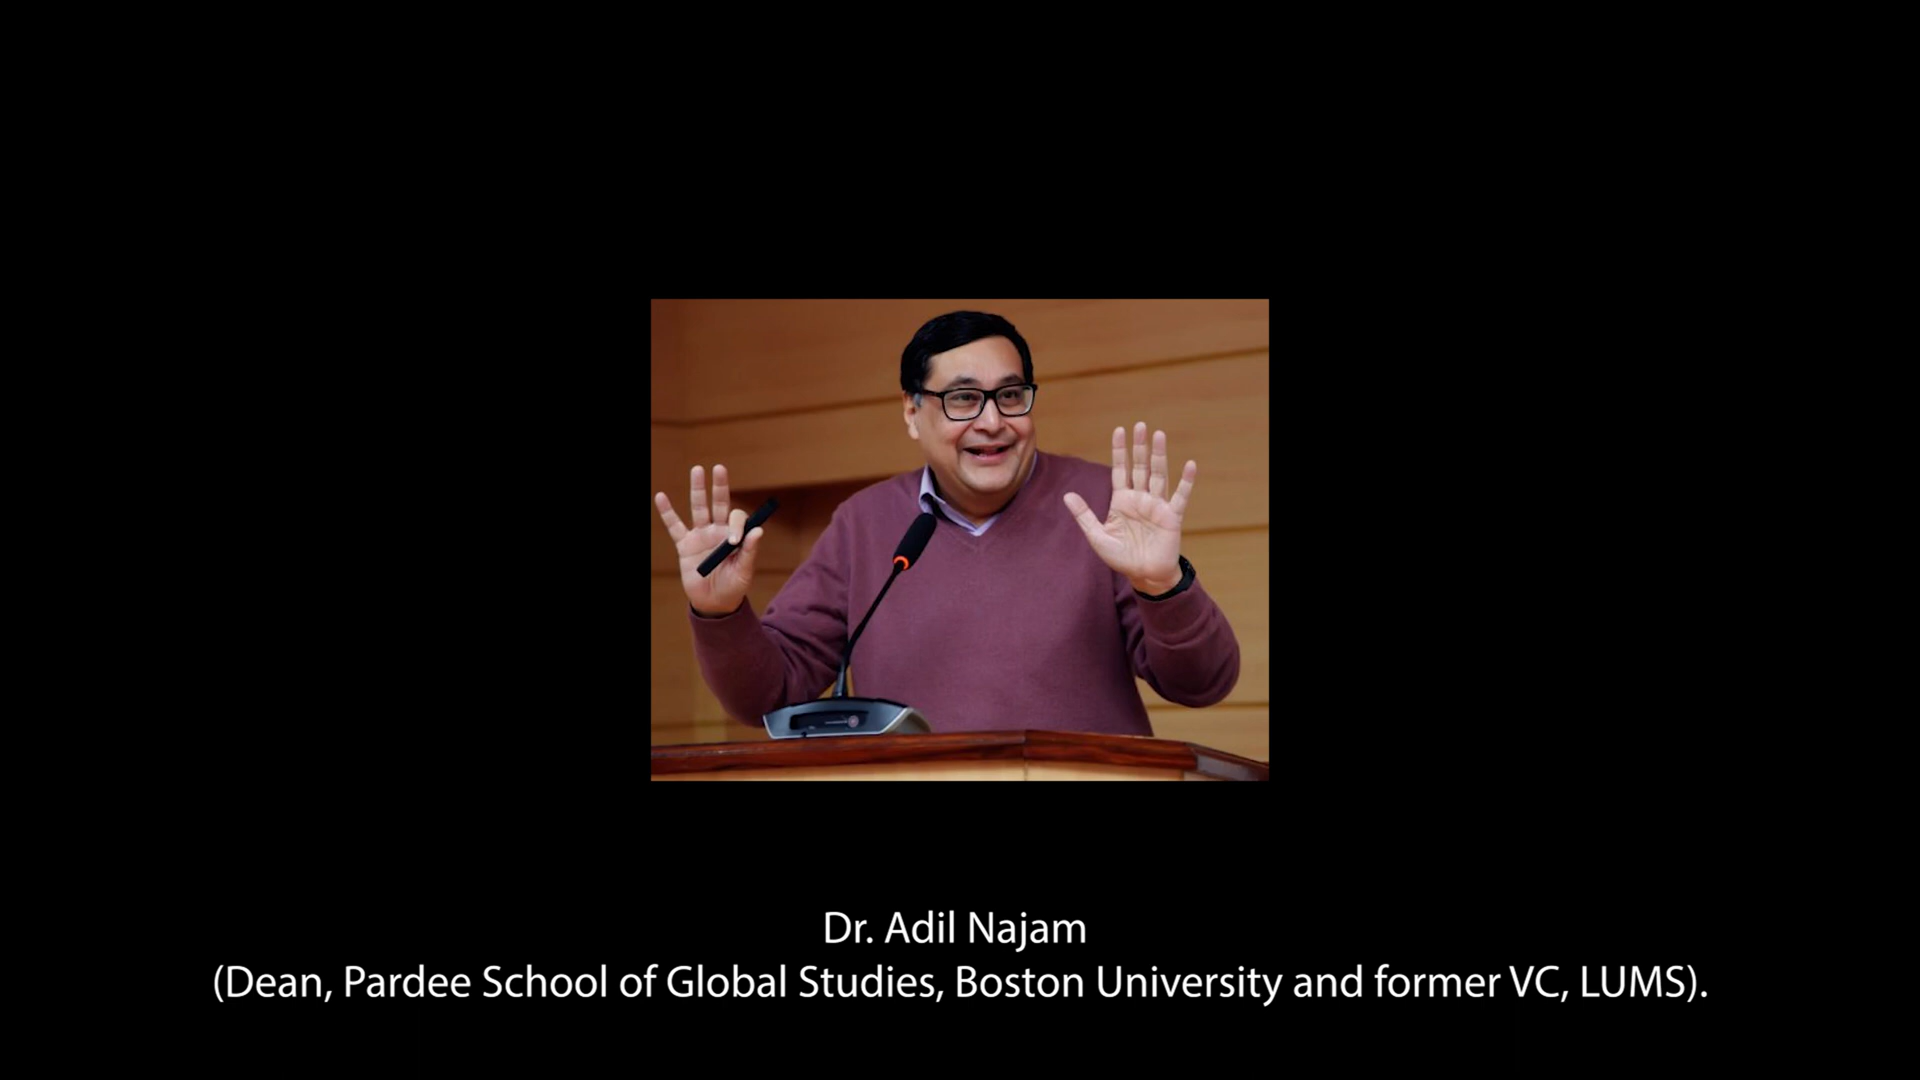 Dr. Adil Najam
(Dean, Pardee School of Global Studies, Boston University and former VC, LUMS).